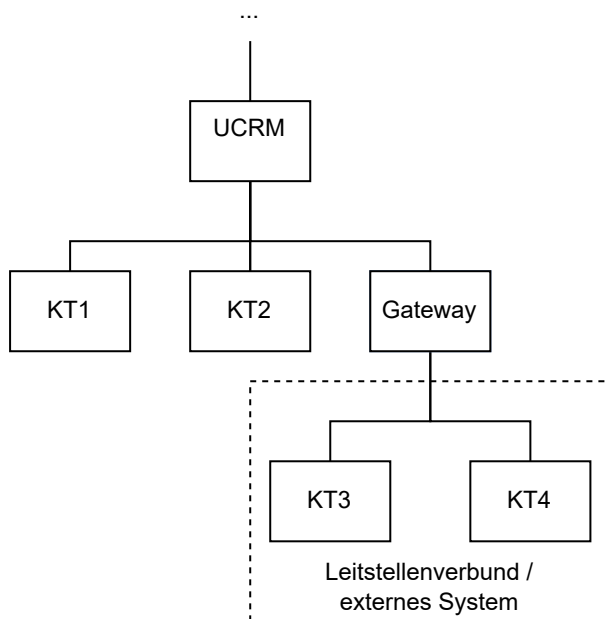 ...
UCRM
KT1
KT2
Gateway
KT3
KT4
Leitstellenverbund /
externes System